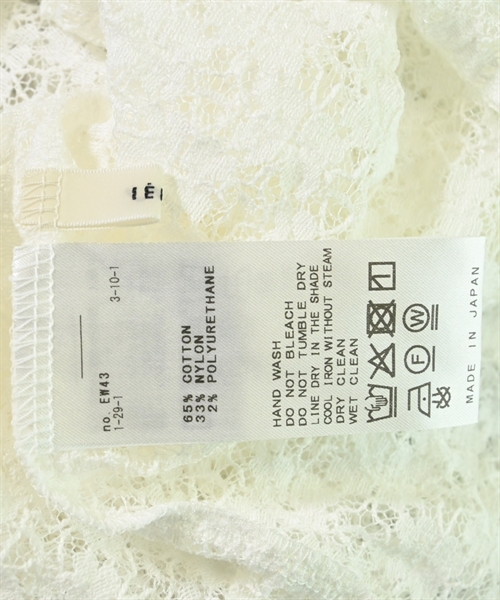 no. EW43
1-29-1 3-10-1
65% COTTON
33% NYLON
2% POLYURETHANE
HAND WASH
DO NOT BLEACH
DO NOT TUMBLE DRY
LINE DRY IN THE SHADE
COOL IRON WITHOUT STEAM
DRY CLEAN
WET CLEAN
F W
MADE IN JAPAN